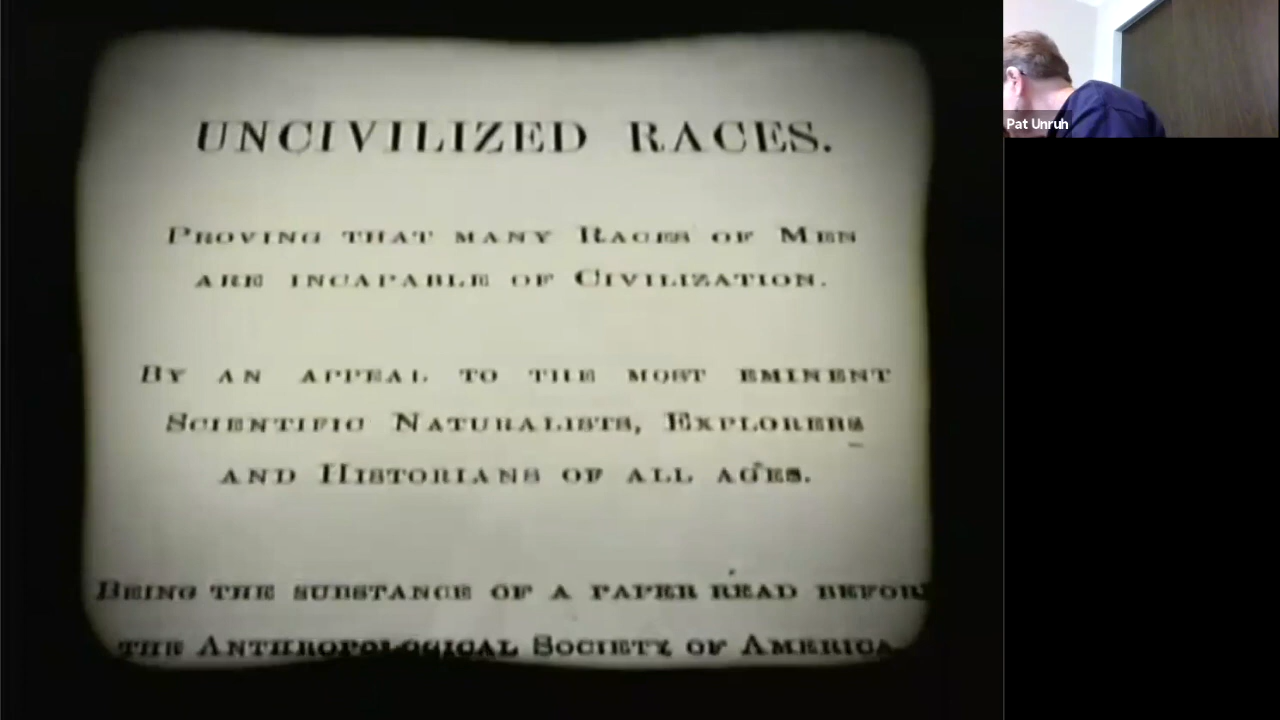 UNCIVILIZED RACES.
PROVING THAT MANY RACES OF MEN
ARE INCAPABLE OF CIVILIZATION.
BY AN APPEAL TO THE MOST EMINENT
SCIENTIFIC NATURALISTS, EXPLORERS
AND HISTORIANS OF ALL AGES.
BEING THE SUBSTANCE OF A PAPER READ BEFORE
THE ANTHROPOLOGICAL SOCIETY OF AMERICA
Pat Unruh